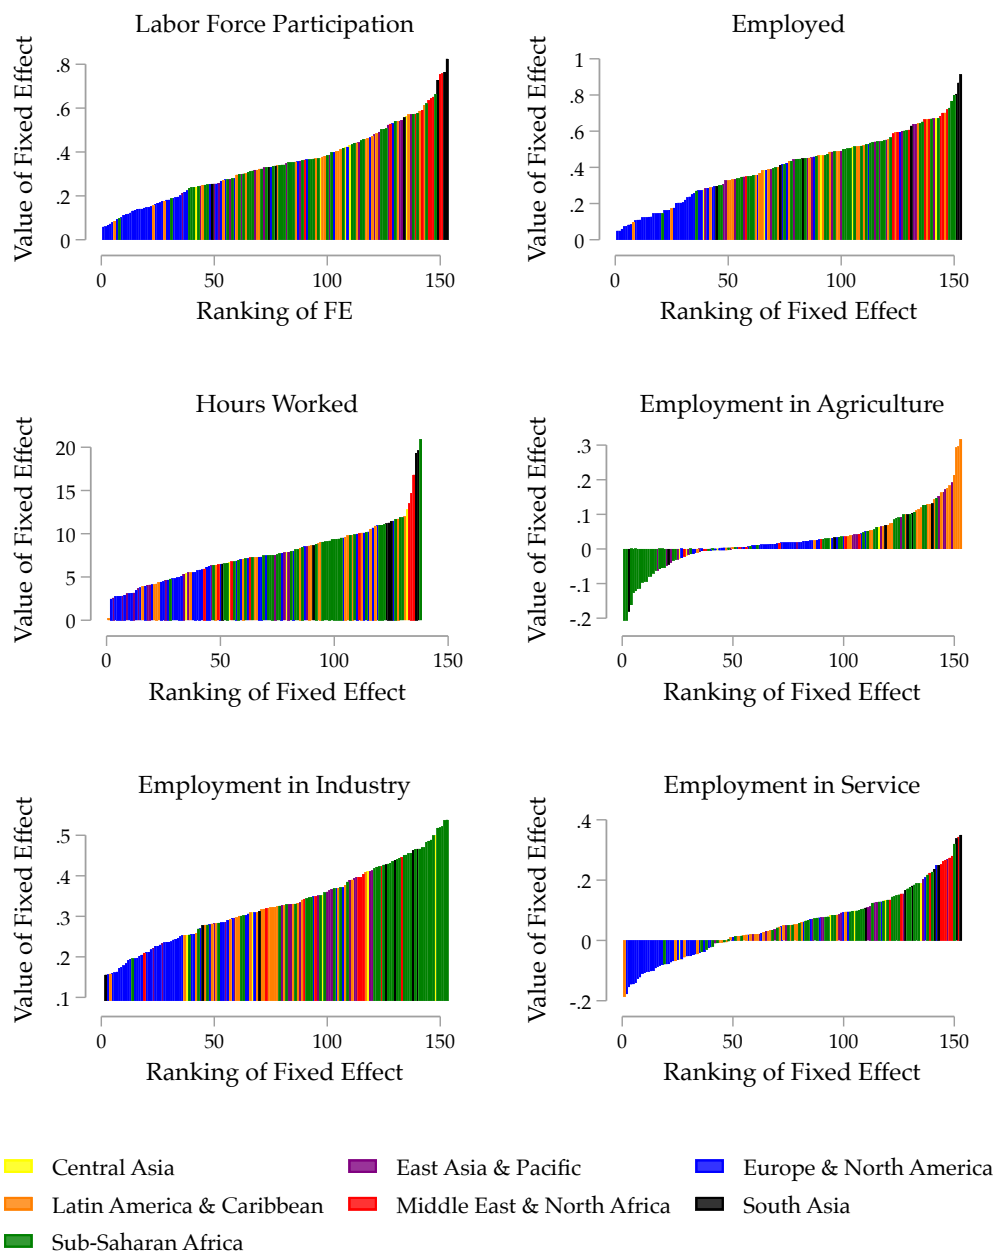 Labor Force Participation
Value of Fixed Effect
.8
.6
.4
.2
0
0 50 100 150
Ranking of FE
Employed
Value of Fixed Effect
1
.8
.6
.4
.2
0
0 50 100 150
Ranking of Fixed Effect
Hours Worked
Value of Fixed Effect
20
15
10
5
0
0 50 100 150
Ranking of Fixed Effect
Employment in Agriculture
Value of Fixed Effect
.3
.2
.1
0
-.1
-.2
0 50 100 150
Ranking of Fixed Effect
Employment in Industry
Value of Fixed Effect
.5
.4
.3
.2
.1
0 50 100 150
Ranking of Fixed Effect
Employment in Service
Value of Fixed Effect
.4
.2
0
-.2
0 50 100 150
Ranking of Fixed Effect
Central Asia East Asia & Pacific Europe & North America
Latin America & Caribbean Middle East & North Africa South Asia
Sub-Saharan Africa